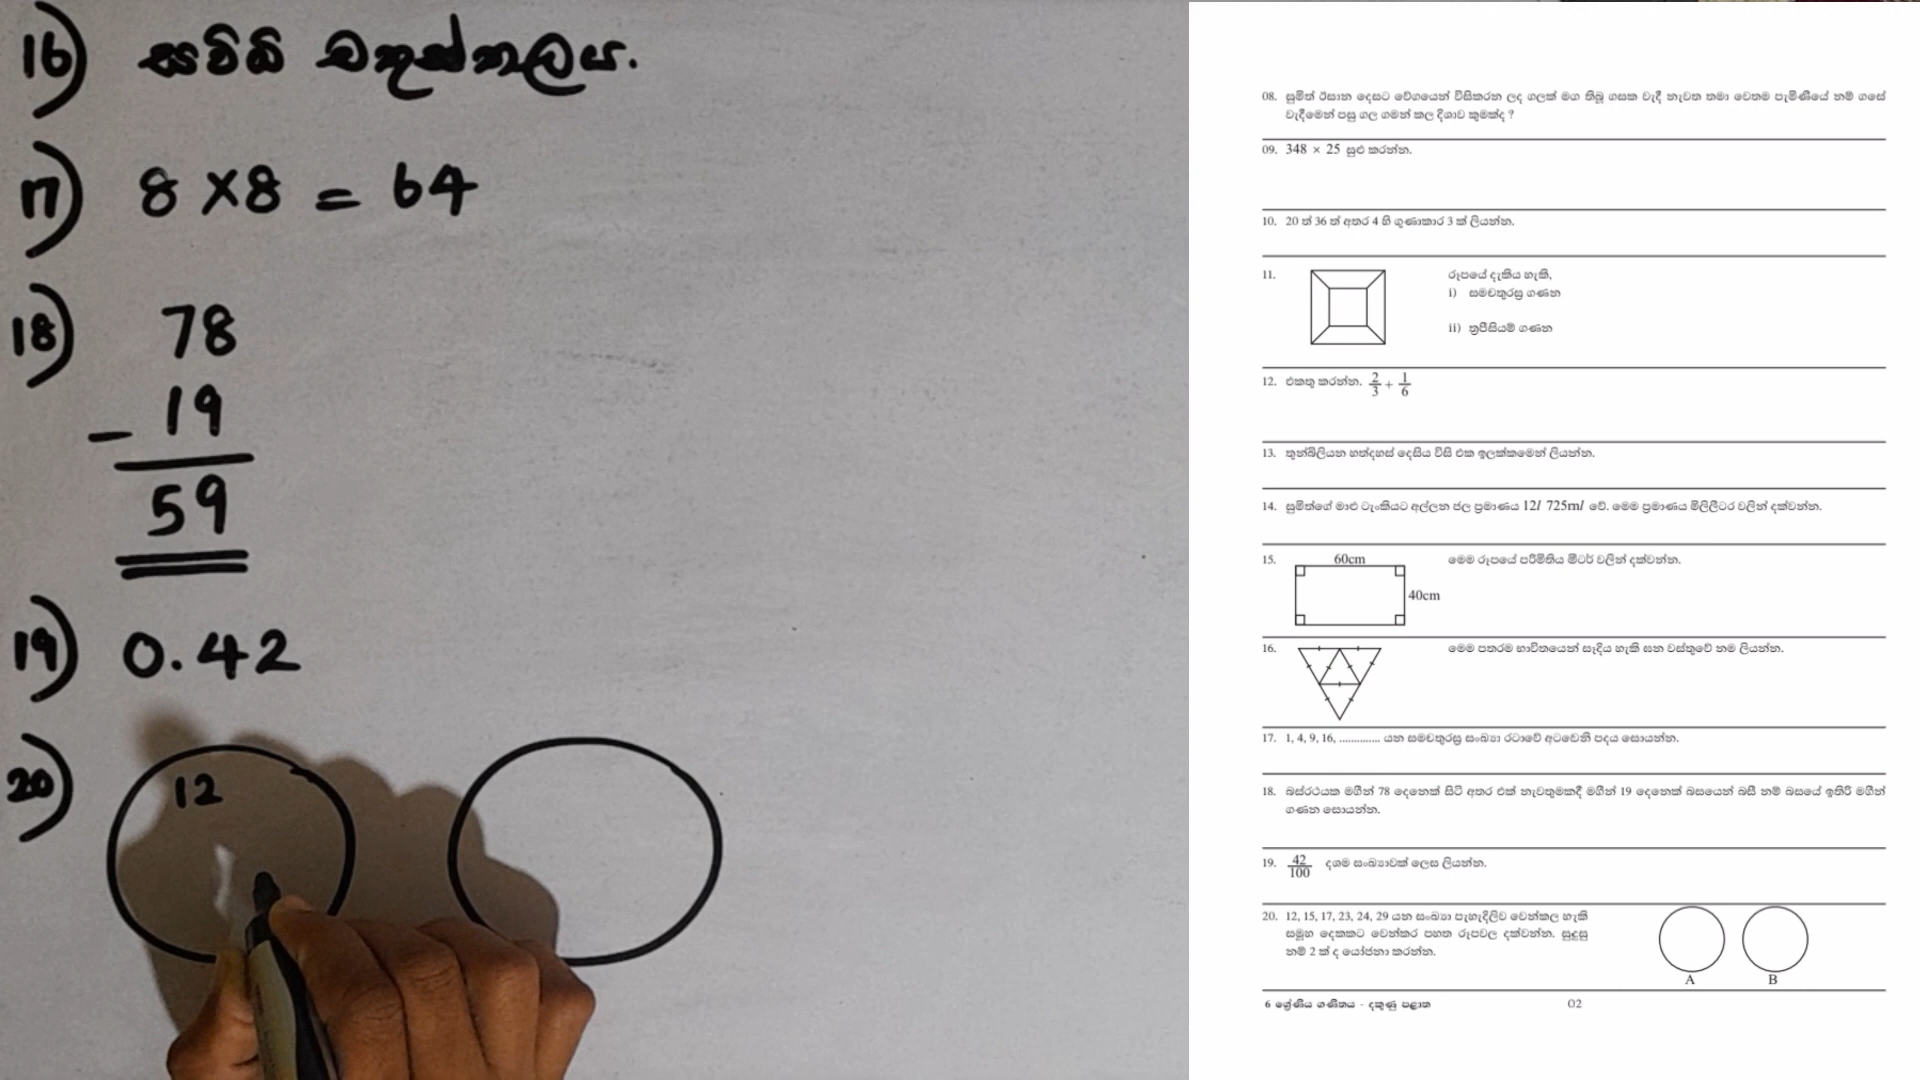 16) සවිධි චතුස්තලය.
17) 8 × 8 = 64
18) 78
- 19
59
19) 0.42
20) 12
08. සුමිත් ඊසාන දෙසට වේගයෙන් විසිකරන ලද ගලක් මග තිබූ ගසක වැදී නැවත තමා වෙතම පැමිණියේ නම් ගසේ
වැදීමෙන් පසු ගල ගමන් කල දිශාව කුමක්ද ?
09. 348 × 25 සුළු කරන්න.
10. 20 ත් 36 ත් අතර 4 හි ගුණාකාර 3 ක් ලියන්න.
11. රූපයේ දැකිය හැකි,
i) සමචතුරස්‍ර ගණන
ii) ත්‍රපීසියම් ගණන
12. එකතු කරන්න. 2/3 + 1/6
13. තුන්බිලියන හත්දහස් දෙසිය විසි එක ඉලක්කමෙන් ලියන්න.
14. සුමිත්ගේ මාළු ටැංකියට අල්ලන ජල ප්‍රමාණය 12l 725ml වේ. මෙම ප්‍රමාණය මිලිලීටර වලින් දක්වන්න.
15. 60cm මෙම රූපයේ පරිමිතිය මීටර් වලින් දක්වන්න.
40cm
16. මෙම පතරම භාවිතයෙන් සෑදිය හැකි ඝන වස්තුවේ නම ලියන්න.
17. 1, 4, 9, 16, .............. යන සමචතුරස්‍ර සංඛ්‍යා රටාවේ අටවෙනි පදය සොයන්න.
18. බස්රථයක මගීන් 78 දෙනෙක් සිටි අතර එක් නැවතුමකදී මගීන් 19 දෙනෙක් බසයෙන් බසී නම් බසයේ ඉතිරි මගීන්
ගණන සොයන්න.
19. 42/100 දශම සංඛ්‍යාවක් ලෙස ලියන්න.
20. 12, 15, 17, 23, 24, 29 යන සංඛ්‍යා පැහැදිලිව වෙන්කල හැකි
සමූහ දෙකකට වෙන්කර පහත රූපවල දක්වන්න. සුදුසු
නම් 2 ක් ද යෝජනා කරන්න.
A B
6 ශ්‍රේණිය ගණිතය - දකුණු පළාත 02